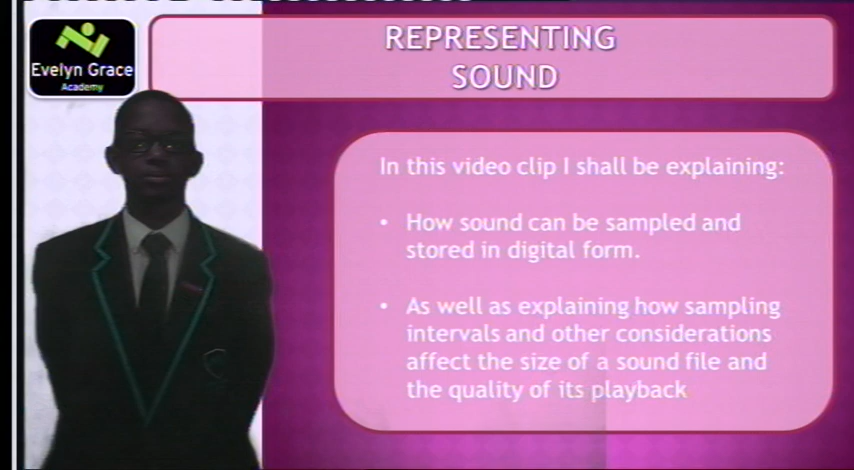 Evelyn Grace
Academy
REPRESENTING
SOUND
In this video clip I shall be explaining:
• How sound can be sampled and
stored in digital form.
• As well as explaining how sampling
intervals and other considerations
affect the size of a sound file and
the quality of its playback